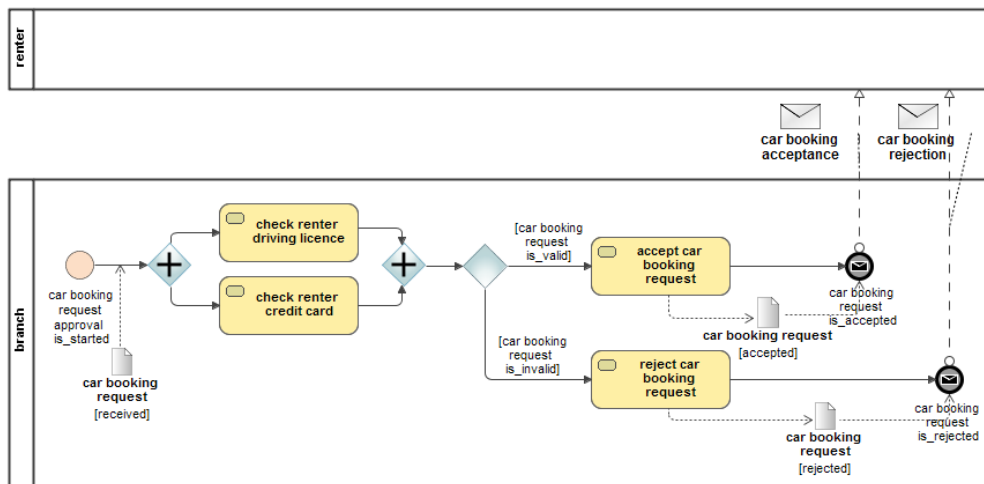 renter
car booking
acceptance
car booking
rejection
branch
check renter
driving licence
check renter
credit card
car booking
request
approval
is_started
car booking
request
[received]
[car booking
request
is_valid]
accept car
booking
request
car booking
request
is_accepted
car booking request
[accepted]
[car booking
request
is_invalid]
reject car
booking
request
car booking
request
is_rejected
car booking
request
[rejected]